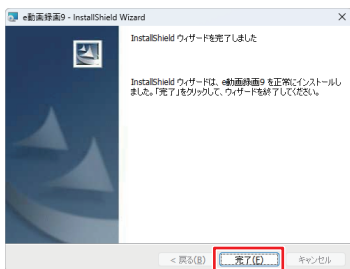 e動画録画9 - InstallShield Wizard
InstallShield ウィザードを完了しました
InstallShield ウィザードは、e動画録画9 を正常にインストールし
ました。「完了」をクリックして、ウィザードを終了してください。
< 戻る(B)
完了(F)
キャンセル